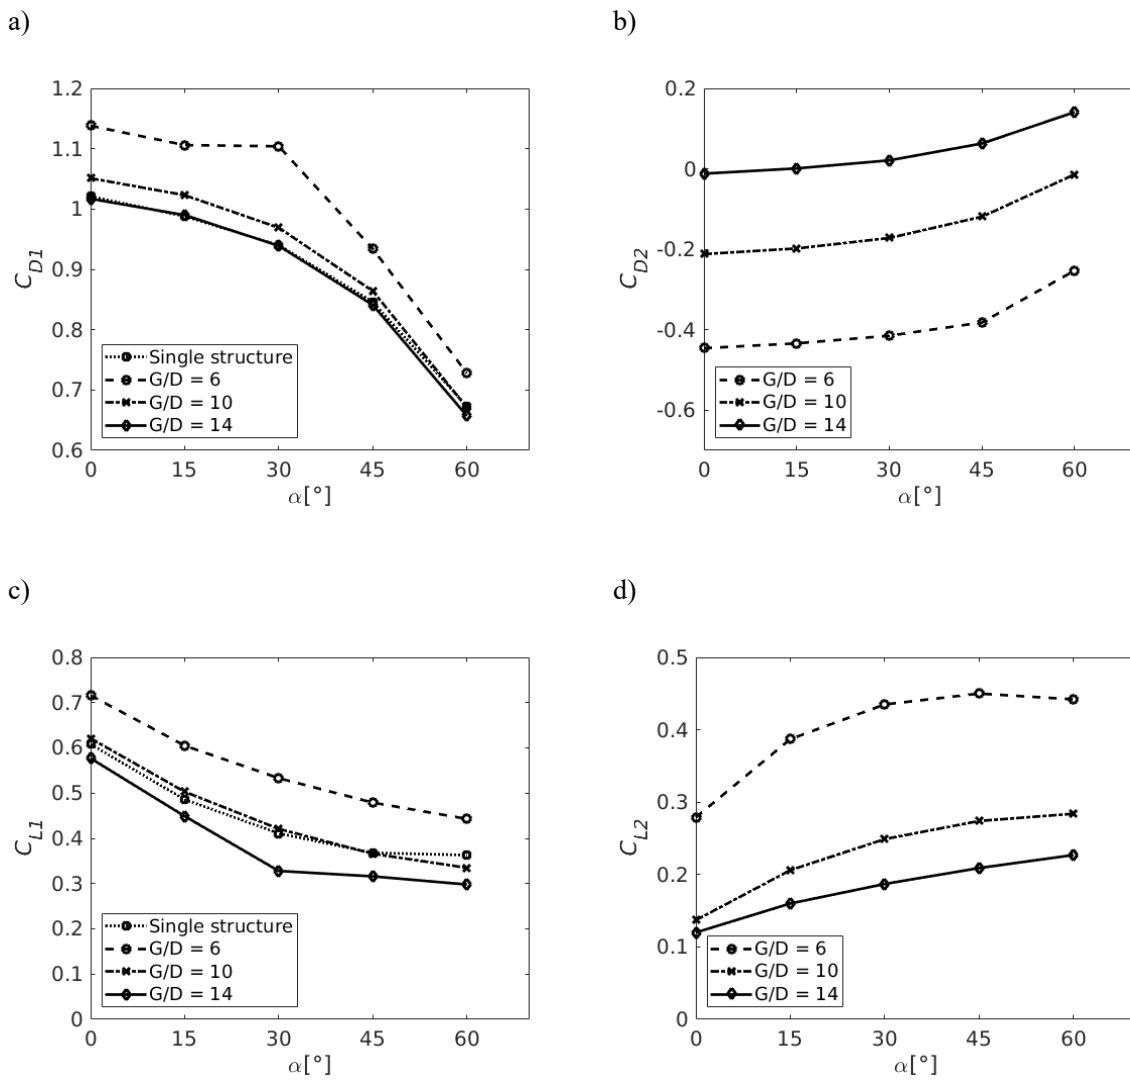 a)
1.2
1.1
1
0.9
0.8
0.7
0.6
C_D1
Single structure
G/D = 6
G/D = 10
G/D = 14
0 15 30 45 60
α[°]
b)
0.2
0
-0.2
-0.4
-0.6
C_D2
G/D = 6
G/D = 10
G/D = 14
0 15 30 45 60
α[°]
c)
0.8
0.7
0.6
0.5
0.4
0.3
0.2
0.1
0
C_L1
Single structure
G/D = 6
G/D = 10
G/D = 14
0 15 30 45 60
α[°]
d)
0.5
0.4
0.3
0.2
0.1
0
C_L2
G/D = 6
G/D = 10
G/D = 14
0 15 30 45 60
α[°]